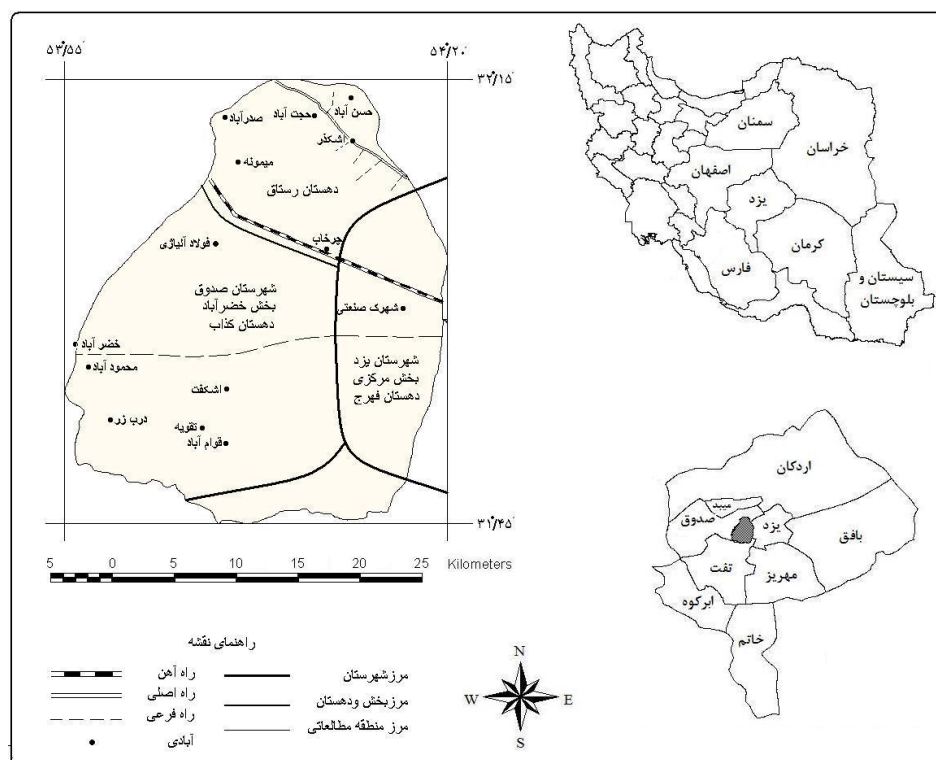 ۵۳/۵۵
۵۴/۲۰
۳۲/۱۵
حسن آباد
حجت آباد
صدرآباد
اشکذر
میمونه
دهستان رستاق
چرخاب
فولاد آلیاژی
شهرستان صدوق
بخش خضرآباد
دهستان کذاب
شهرک صنعتی
خضر آباد
محمود آباد
شهرستان یزد
بخش مرکزی
دهستان فهرج
اشکفت
درب زر
تقویه
قوام آباد
۳۱/۴۵
5 0 5 10 15 20 25 Kilometers
راهنمای نقشه
راه آهن
راه اصلی
راه فرعی
آبادی
مرزشهرستان
مرزبخش ودهستان
مرز منطقه مطالعاتی
N
W E
S
سمنان
خراسان
اصفهان
یزد
کرمان
فارس
سیستان و
بلوچستان
اردکان
میبد
صدوق
یزد
بافق
تفت
مهریز
ابرکوه
خاتم